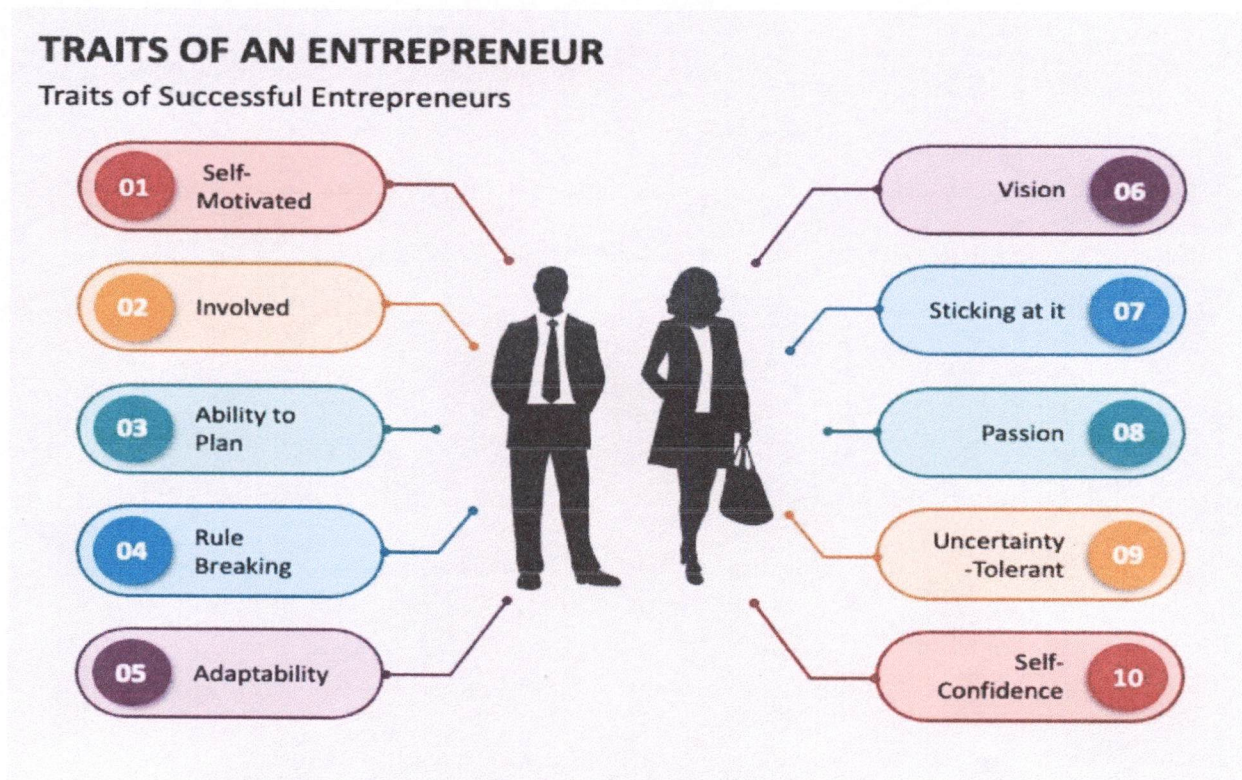 TRAITS OF AN ENTREPRENEUR
Traits of Successful Entrepreneurs
01
Self-
Motivated
02
Involved
03
Ability to
Plan
04
Rule
Breaking
05
Adaptability
Vision
06
Sticking at it
07
Passion
08
Uncertainty
-Tolerant
09
Self-
Confidence
10